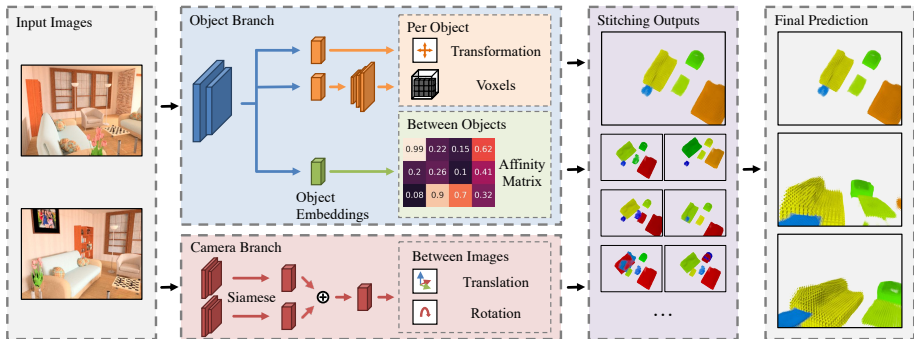 Input Images
Object Branch
Per Object
Transformation
Voxels
Between Objects
0.99 0.22 0.15 0.62
0.2 0.26 0.1 0.41
0.08 0.9 0.7 0.32
Affinity
Matrix
Object
Embeddings
Camera Branch
Siamese
Between Images
Translation
Rotation
Stitching Outputs
...
Final Prediction